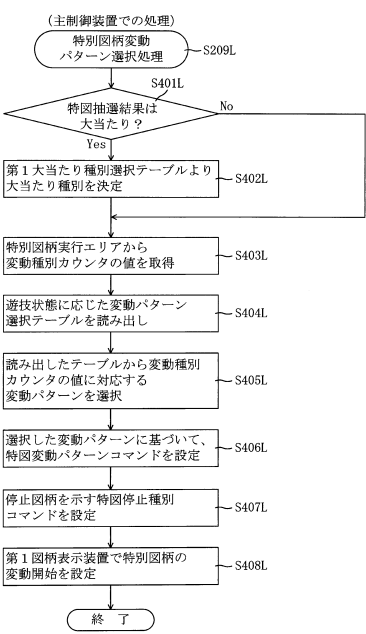 （主制御装置での処理）
特別図柄変動
パターン選択処理
S209L
S401L
特図抽選結果は
大当たり？
No
Yes
第１大当たり種別選択テーブルより
大当たり種別を決定
S402L
特別図柄実行エリアから
変動種別カウンタの値を取得
S403L
遊技状態に応じた変動パターン
選択テーブルを読み出し
S404L
読み出したテーブルから変動種別
カウンタの値に対応する
変動パターンを選択
S405L
選択した変動パターンに基づいて、
特図変動パターンコマンドを設定
S406L
停止図柄を示す特図停止種別
コマンドを設定
S407L
第１図柄表示装置で特別図柄の
変動開始を設定
S408L
終 了